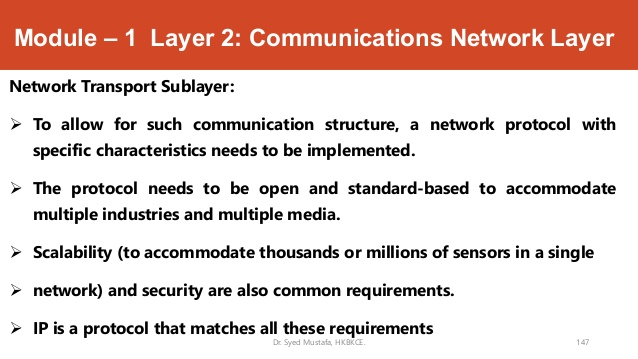 Module – 1 Layer 2: Communications Network Layer
Network Transport Sublayer:
➢ To allow for such communication structure, a network protocol with
specific characteristics needs to be implemented.
➢ The protocol needs to be open and standard-based to accommodate
multiple industries and multiple media.
➢ Scalability (to accommodate thousands or millions of sensors in a single
➢ network) and security are also common requirements.
➢ IP is a protocol that matches all these requirements
Dr. Syed Mustafa, HKBKCE. 147